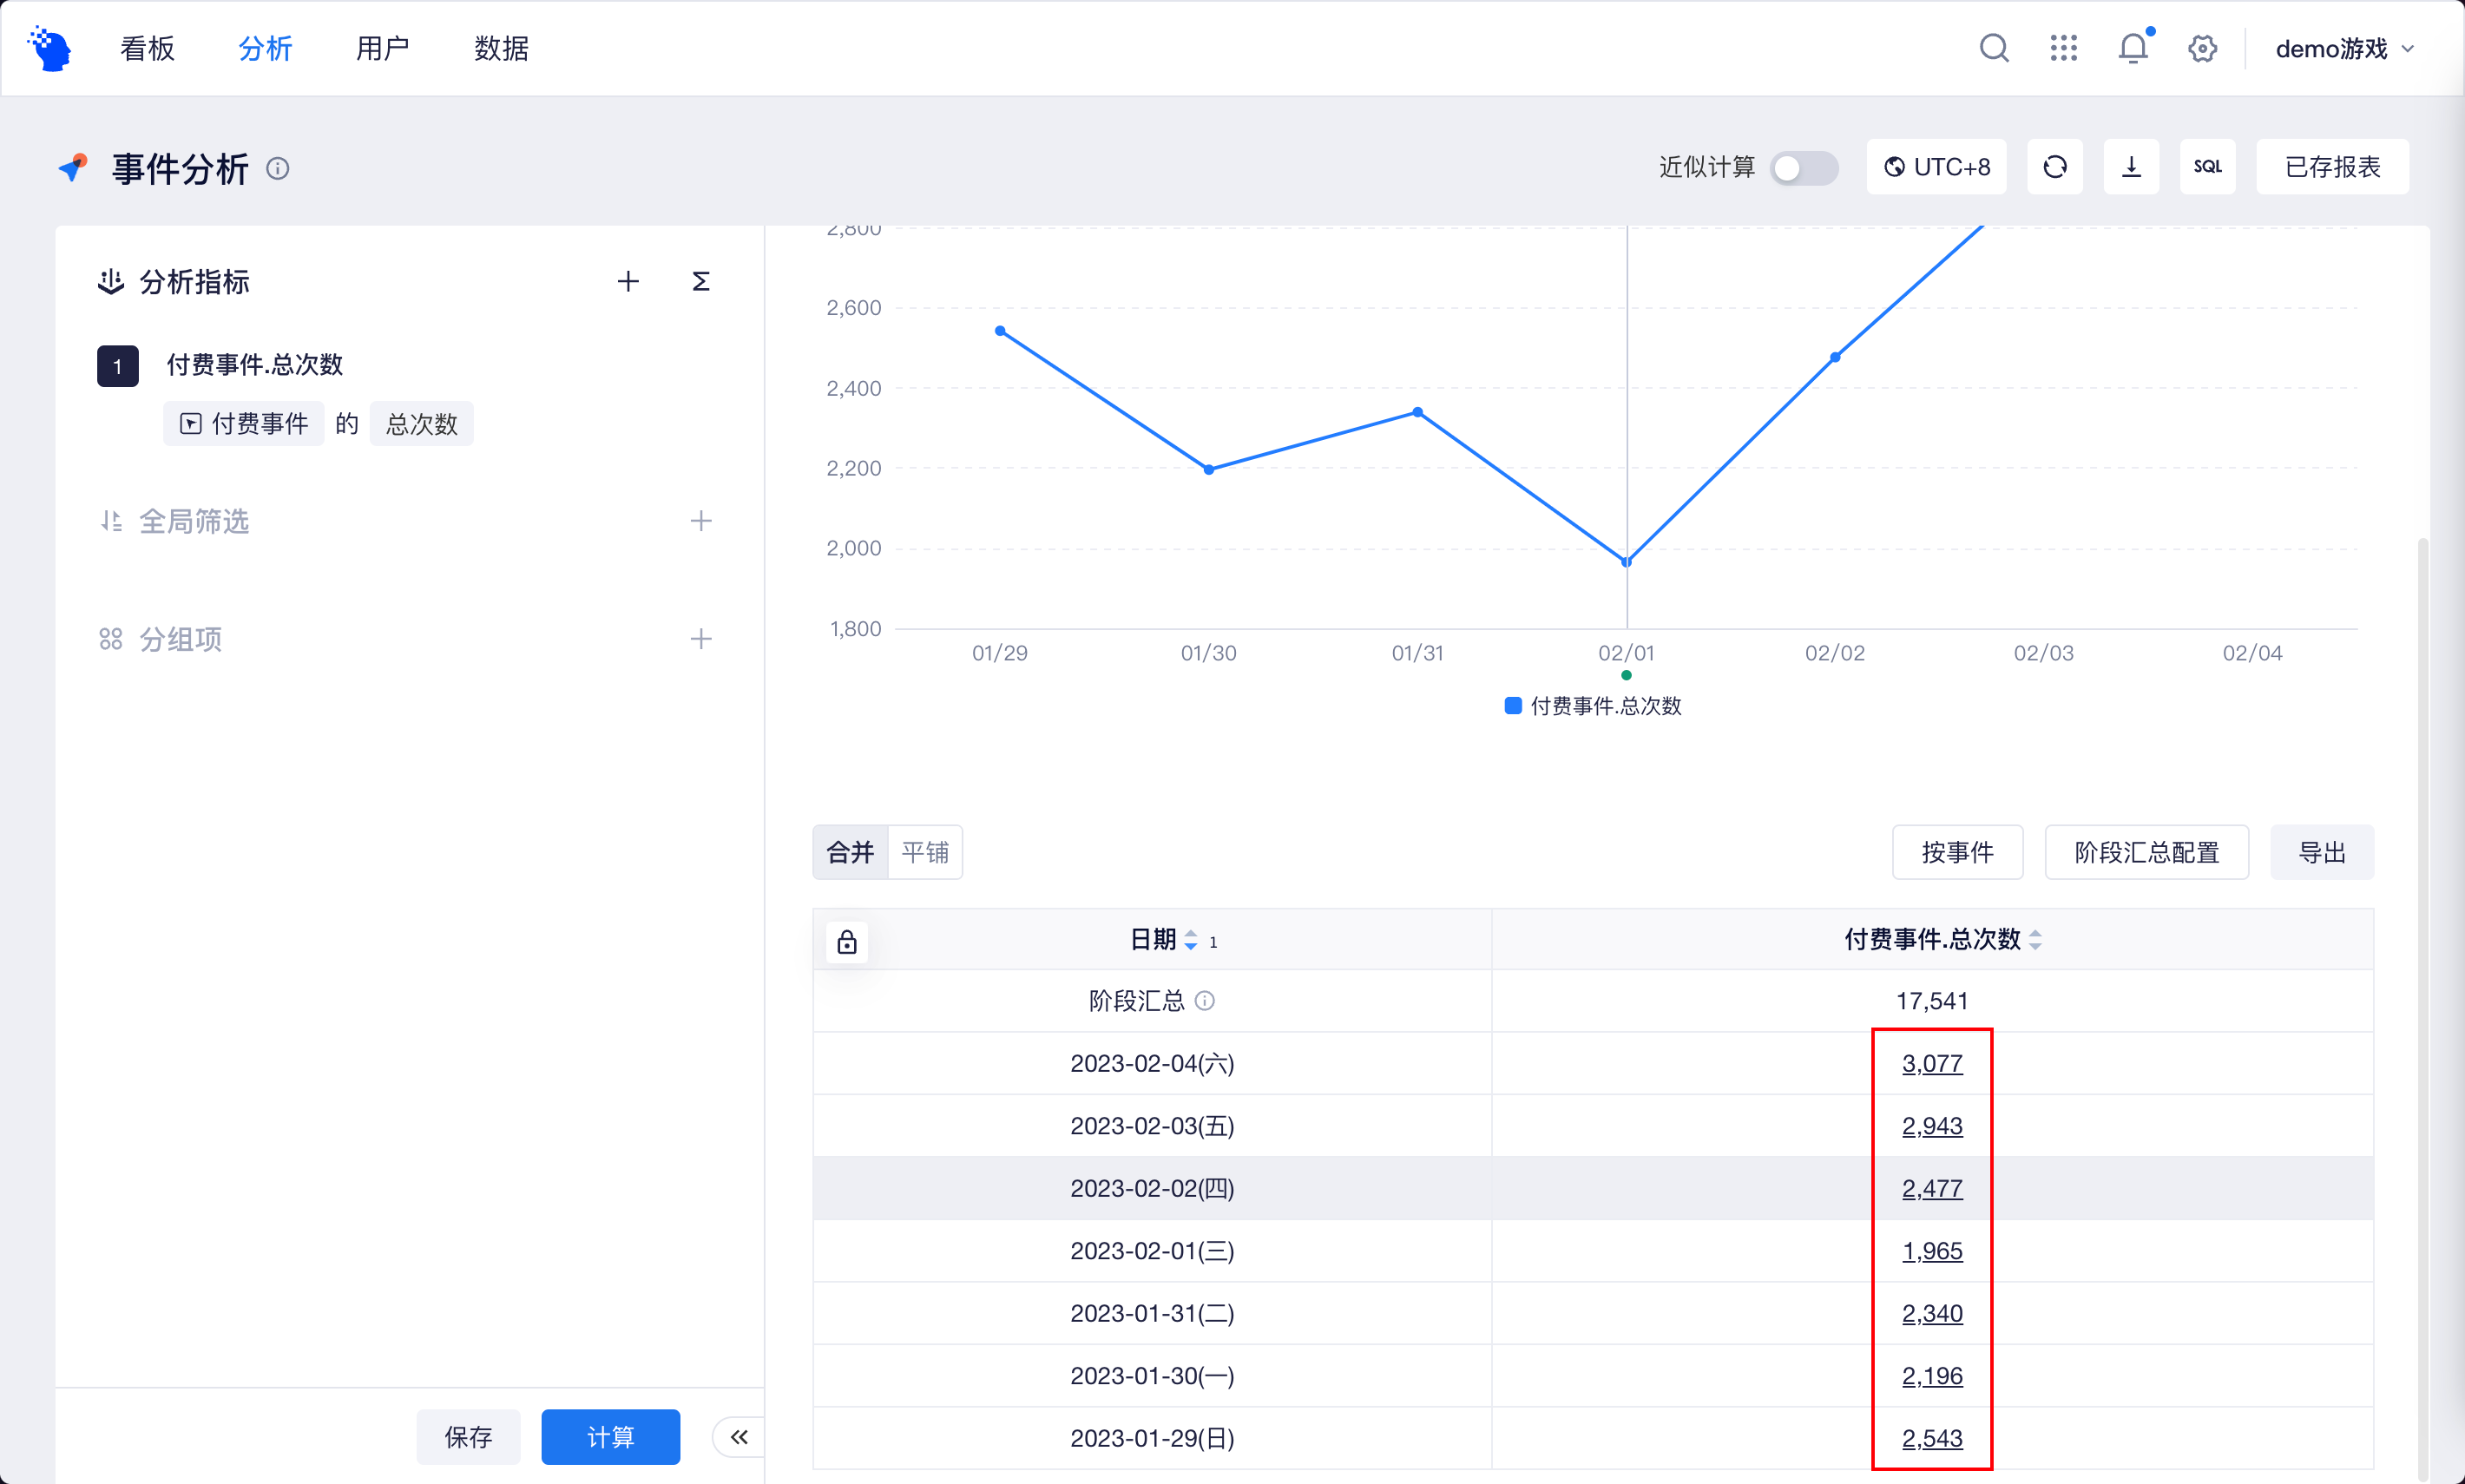 看板 分析 用户 数据 demo游戏
事件分析 近似计算 UTC+8 SQL 已存报表
分析指标 Σ
1 付费事件.总次数
付费事件 的 总次数
全局筛选
分组项
保存 计算
2,800
2,600
2,400
2,200
2,000
1,800
01/29 01/30 01/31 02/01 02/02 02/03 02/04
付费事件.总次数
合并 平铺 按事件 阶段汇总配置 导出
日期 1 付费事件.总次数
阶段汇总 17,541
2023-02-04(六) 3,077
2023-02-03(五) 2,943
2023-02-02(四) 2,477
2023-02-01(三) 1,965
2023-01-31(二) 2,340
2023-01-30(一) 2,196
2023-01-29(日) 2,543